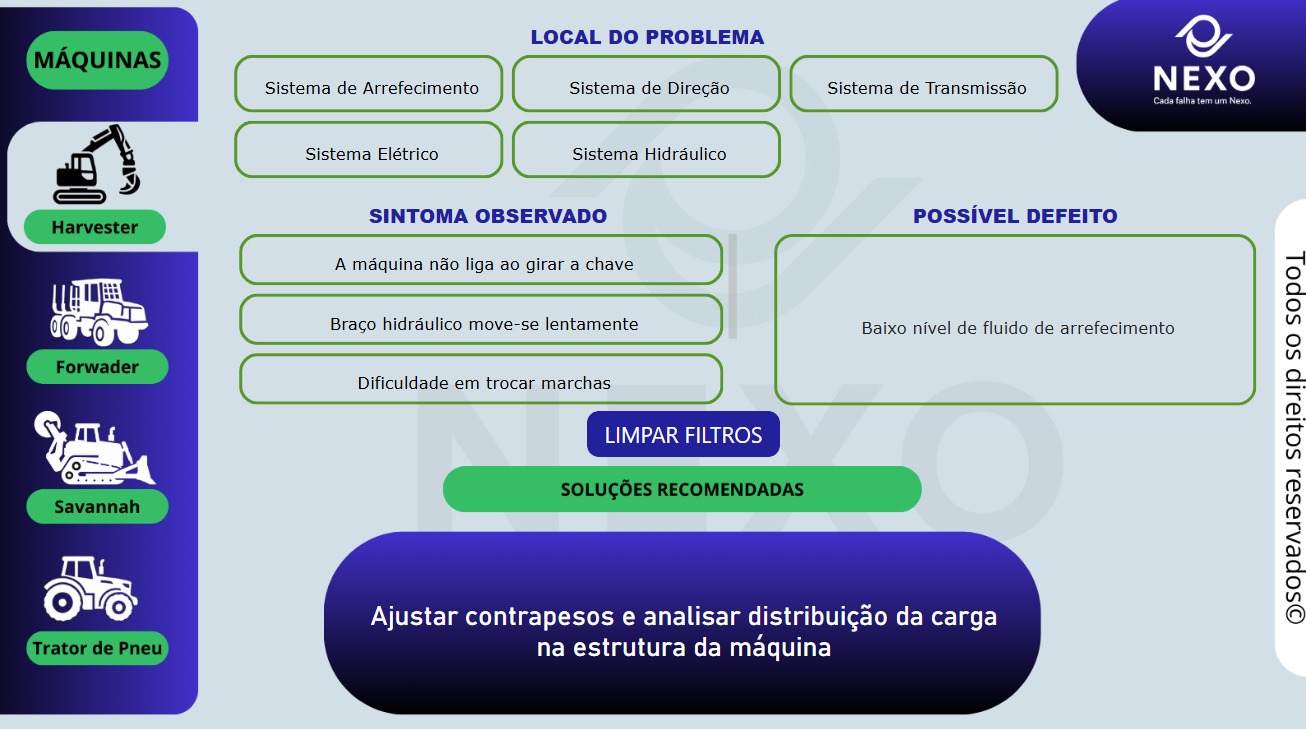 MÁQUINAS
Harvester
Forwader
Savannah
Trator de Pneu
LOCAL DO PROBLEMA
Sistema de Arrefecimento
Sistema de Direção
Sistema de Transmissão
Sistema Elétrico
Sistema Hidráulico
NEXO
Cada falha tem um Nexo.
SINTOMA OBSERVADO
A máquina não liga ao girar a chave
Braço hidráulico move-se lentamente
Dificuldade em trocar marchas
POSSÍVEL DEFEITO
Baixo nível de fluido de arrefecimento
NEXO
LIMPAR FILTROS
SOLUÇÕES RECOMENDADAS
Ajustar contrapesos e analisar distribuição da carga
na estrutura da máquina
Todos os direitos reservados©